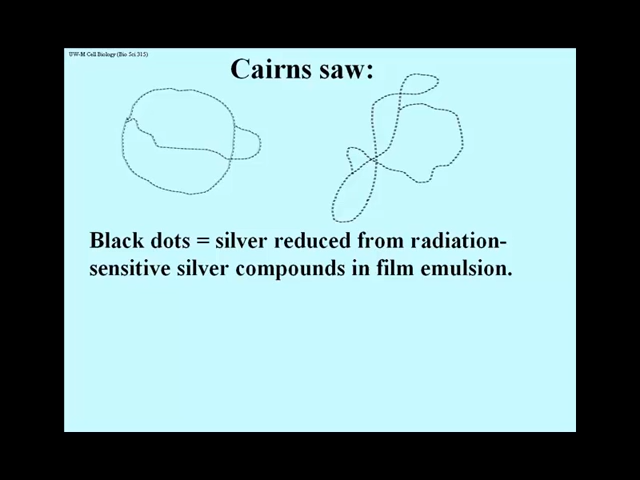 UW-M Cell Biology (Bio Sci 315)
Cairns saw:
Black dots = silver reduced from radiation-
sensitive silver compounds in film emulsion.